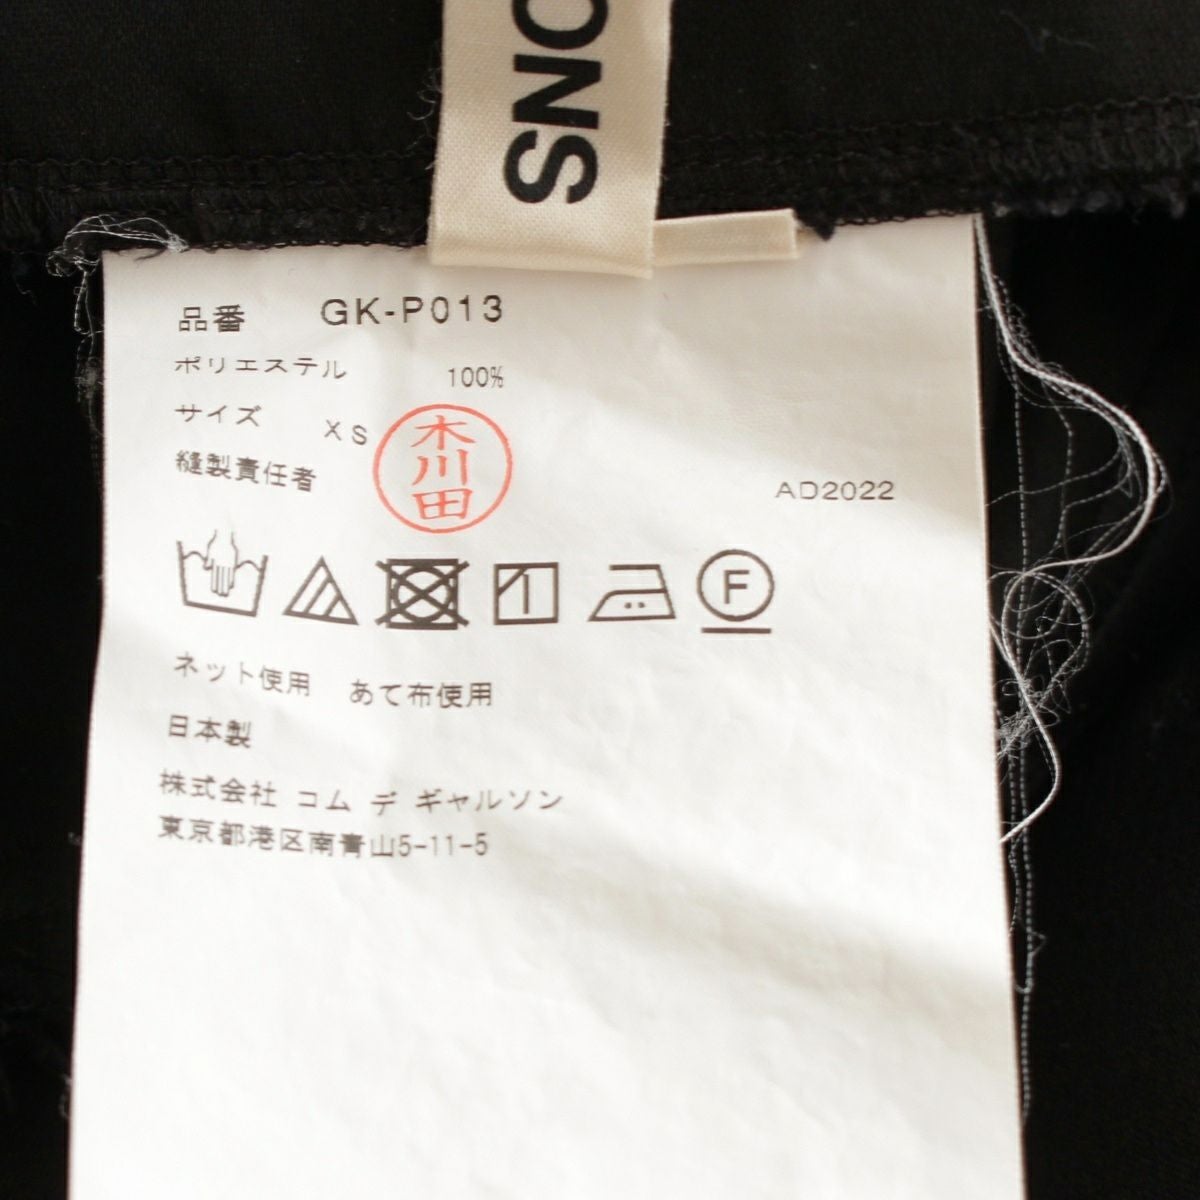 ONS
品番 GK-P013
ポリエステル 100%
サイズ XS
縫製責任者 木川田
AD2022
F
ネット使用 あて布使用
日本製
株式会社 コム デ ギャルソン
東京都港区南青山5-11-5